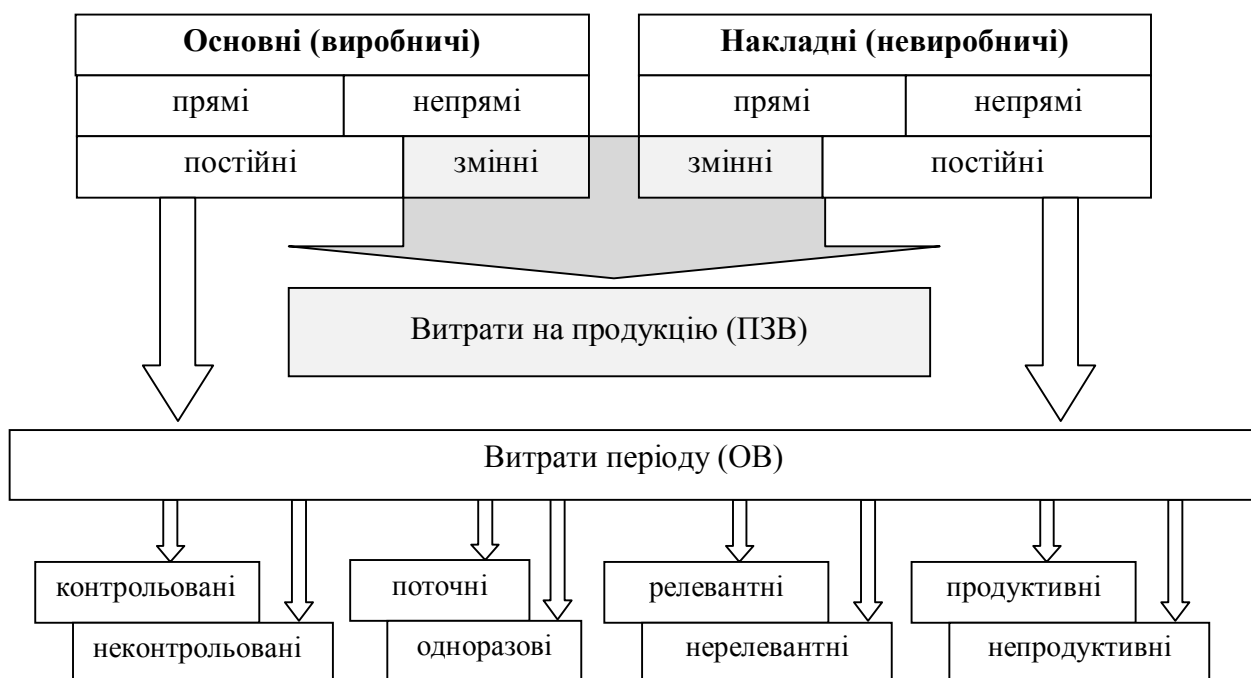 Основні (виробничі)
Накладні (невиробничі)
прямі
непрямі
прямі
непрямі
постійні
змінні
змінні
постійні
Витрати на продукцію (ПЗВ)
Витрати періоду (ОВ)
контрольовані
поточні
релевантні
продуктивні
неконтрольовані
одноразові
нерелевантні
непродуктивні